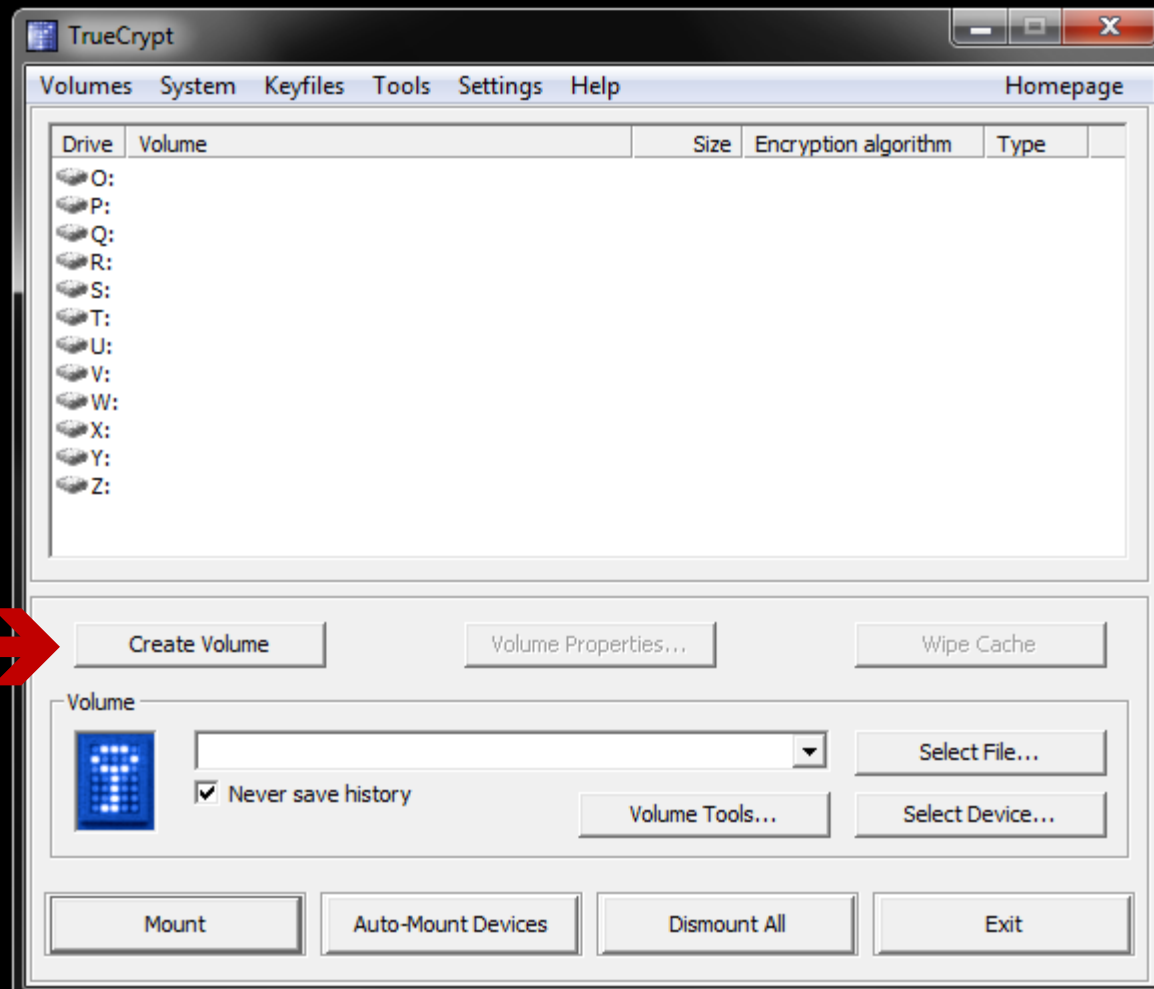 TrueCrypt
Volumes System Keyfiles Tools Settings Help Homepage
Drive Volume Size Encryption algorithm Type
O:
P:
Q:
R:
S:
T:
U:
V:
W:
X:
Y:
Z:
Create Volume Volume Properties... Wipe Cache
Volume
Select File...
Never save history
Volume Tools... Select Device...
Mount Auto-Mount Devices Dismount All Exit